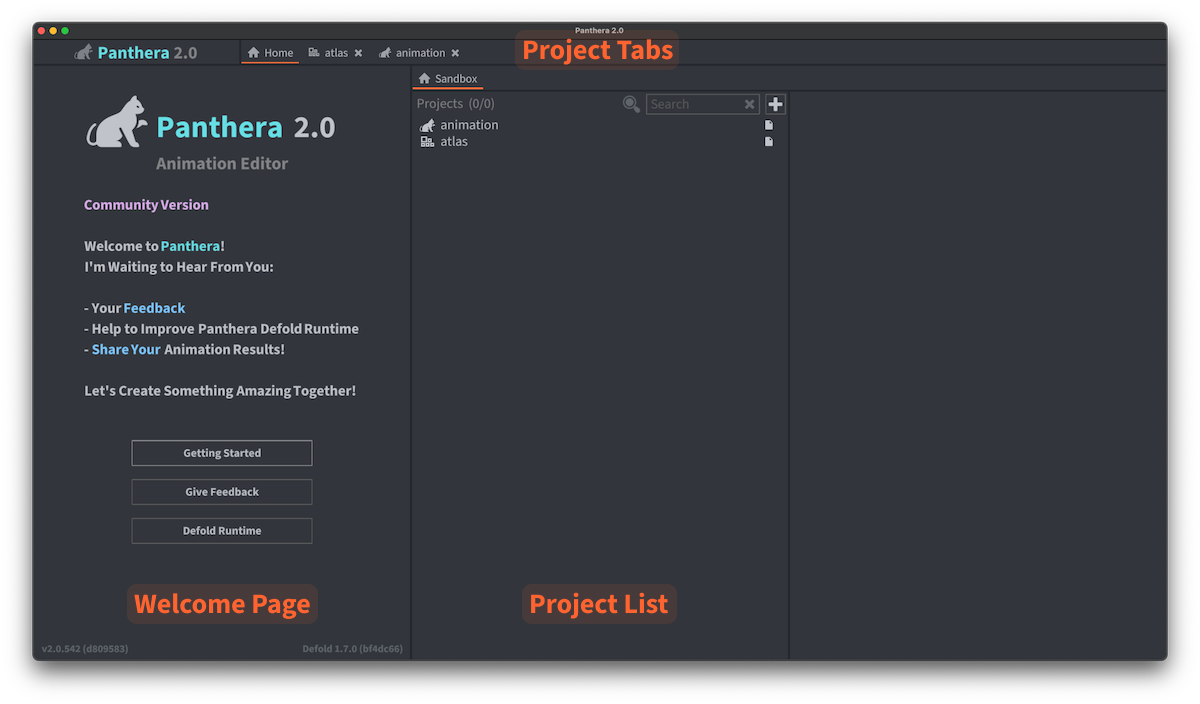 Panthera 2.0
Panthera 2.0
Home
atlas
animation
Project Tabs
Sandbox
Panthera 2.0
Animation Editor
Community Version
Welcome to Panthera!
I'm Waiting to Hear From You:
- Your Feedback
- Help to Improve Panthera Defold Runtime
- Share Your Animation Results!
Let's Create Something Amazing Together!
Getting Started
Give Feedback
Defold Runtime
Welcome Page
v2.0.542 (d809583)
Defold 1.7.0 (bf4dc66)
Projects (0/0)
Search
animation
atlas
Project List